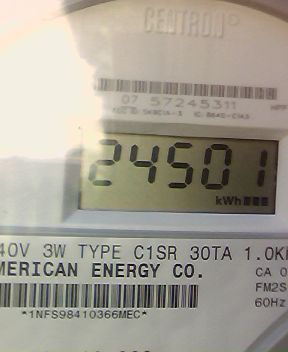 CENTRON
07 57245311
24501
kWh
40V 3W TYPE C1SR 30TA 1.0K
MERICAN ENERGY CO.
CA 0
FM2S
60Hz
*1NFS98410366MEC*